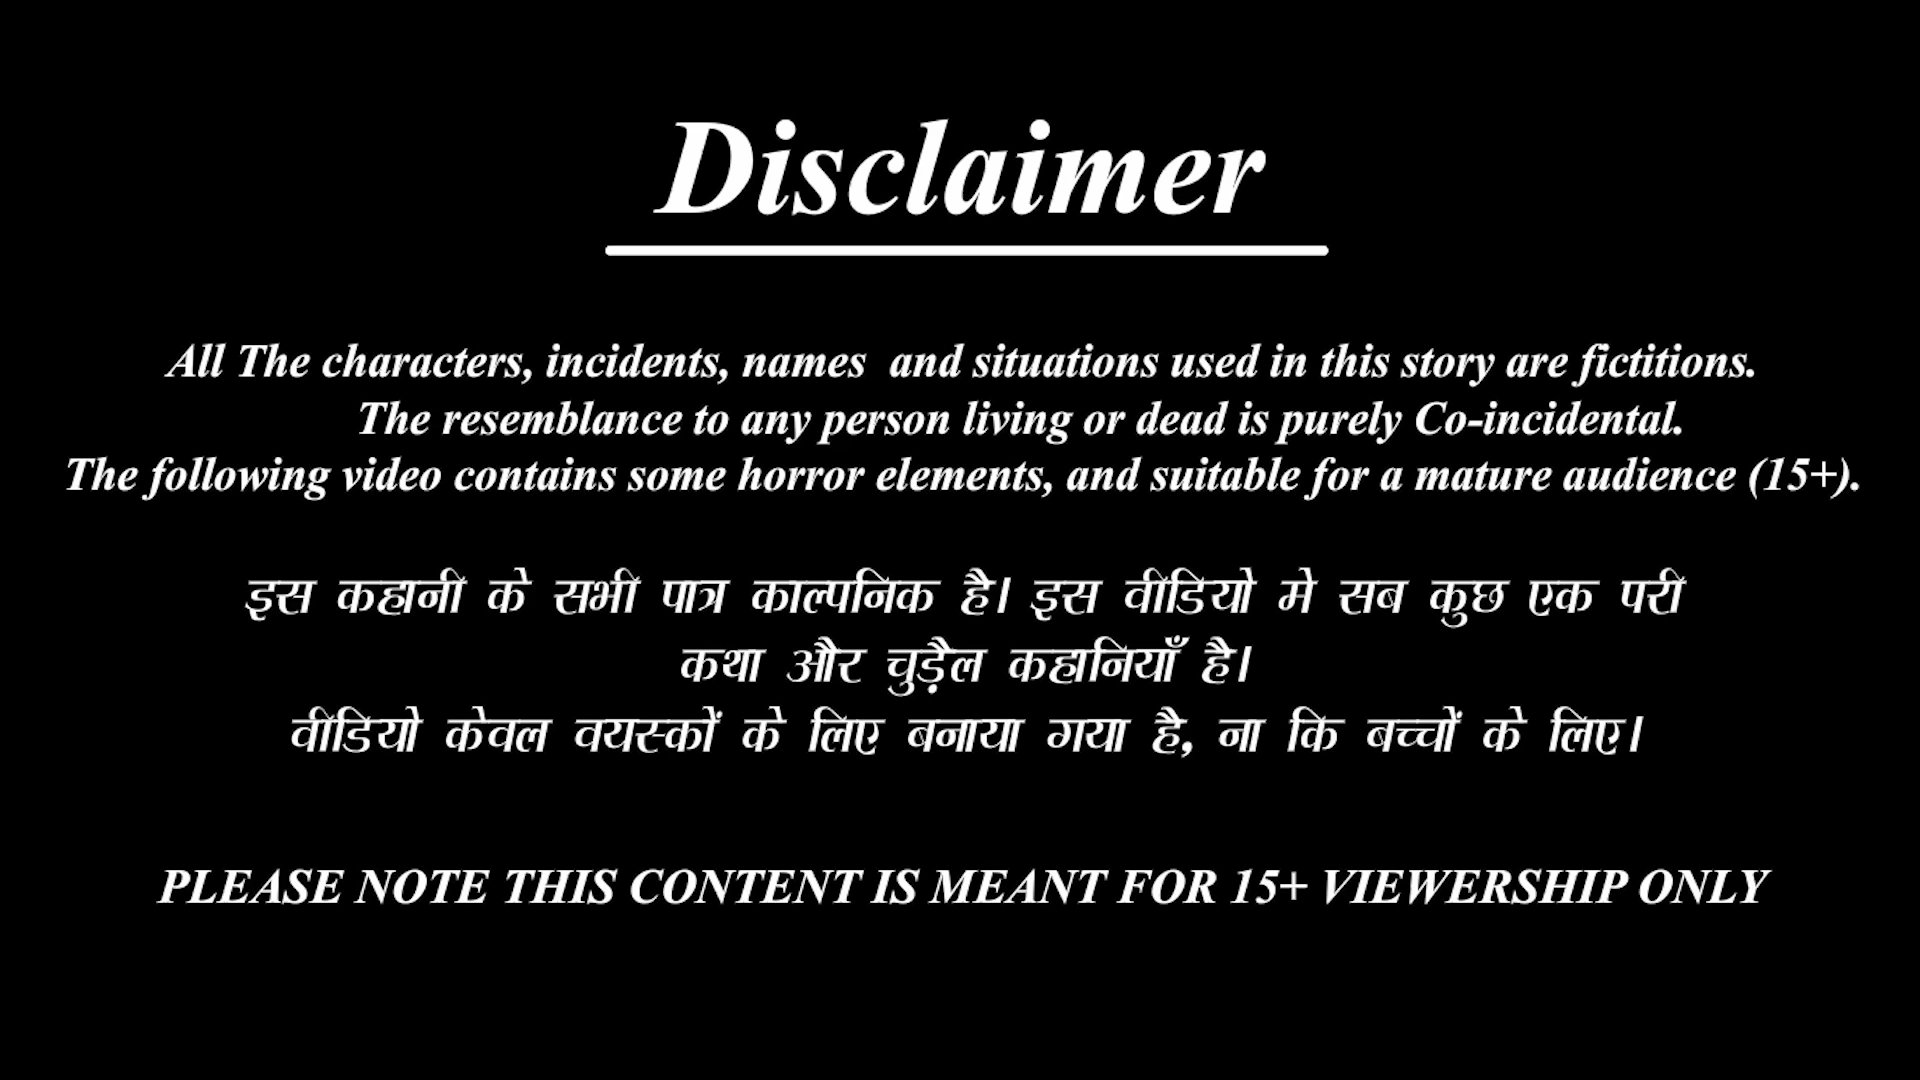 Disclaimer
All The characters, incidents, names and situations used in this story are fictitions.
The resemblance to any person living or dead is purely Co-incidental.
The following video contains some horror elements, and suitable for a mature audience (15+).
इस कहानी के सभी पात्र काल्पनिक है। इस वीडियो मे सब कुछ एक परी
कथा और चुड़ैल कहानियाँ है।
वीडियो केवल वयस्कों के लिए बनाया गया है, ना कि बच्चों के लिए।
PLEASE NOTE THIS CONTENT IS MEANT FOR 15+ VIEWERSHIP ONLY